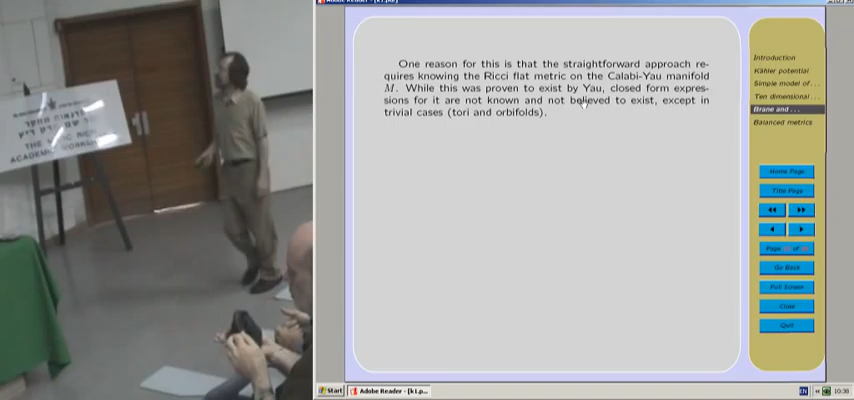 One reason for this is that the straightforward approach re-
quires knowing the Ricci flat metric on the Calabi-Yau manifold
M. While this was proven to exist by Yau, closed form expres-
sions for it are not known and not believed to exist, except in
trivial cases (tori and orbifolds).
Introduction
Kähler potential
Simple model of...
Ten dimensional...
Brane and...
Balanced metrics
Home Page
Title Page
Page of
Go Back
Full Screen
Close
Quit
Start
Adobe Reader - [k1.p...
EN
10:38